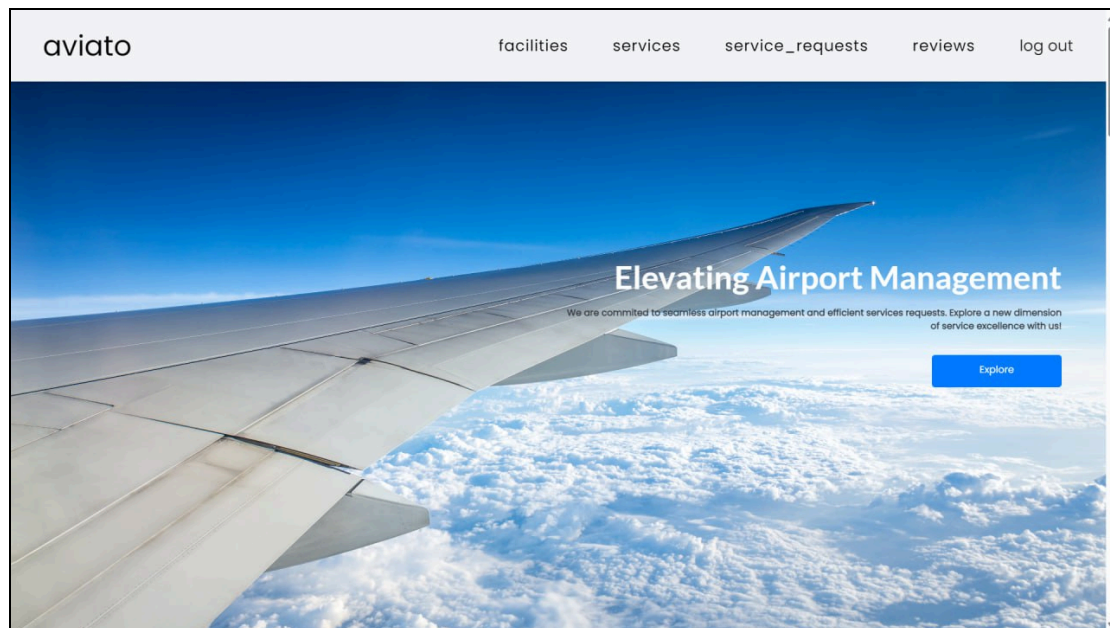 aviato
facilities services service_requests reviews log out
Elevating Airport Management
We are commited to seamless airport management and efficient services requests. Explore a new dimension
of service excellence with us!
Explore